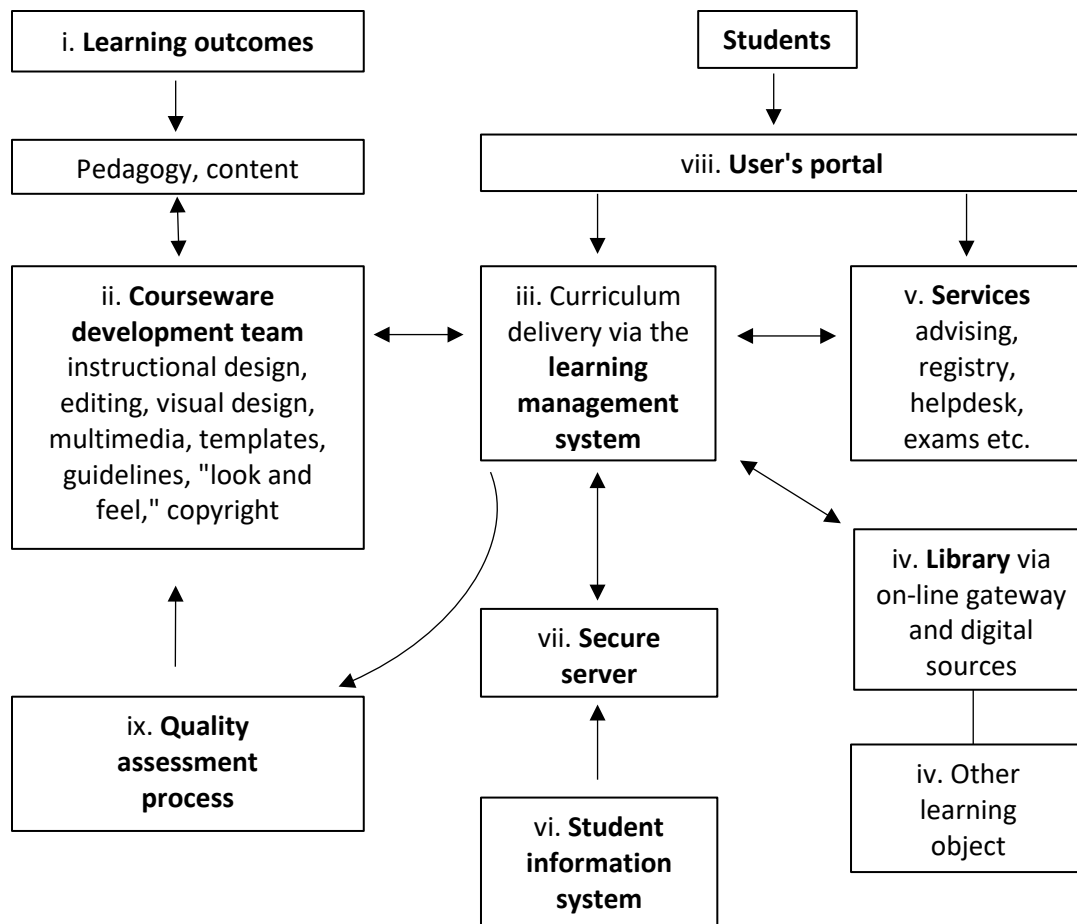 i. Learning outcomes
Students
Pedagogy, content
viii. User's portal
ii. Courseware
development team
instructional design,
editing, visual design,
multimedia, templates,
guidelines, "look and
feel," copyright
iii. Curriculum
delivery via the
learning
management
system
v. Services
advising,
registry,
helpdesk,
exams etc.
iv. Library via
on-line gateway
and digital
sources
vii. Secure
server
ix. Quality
assessment
process
iv. Other
learning
object
vi. Student
information
system